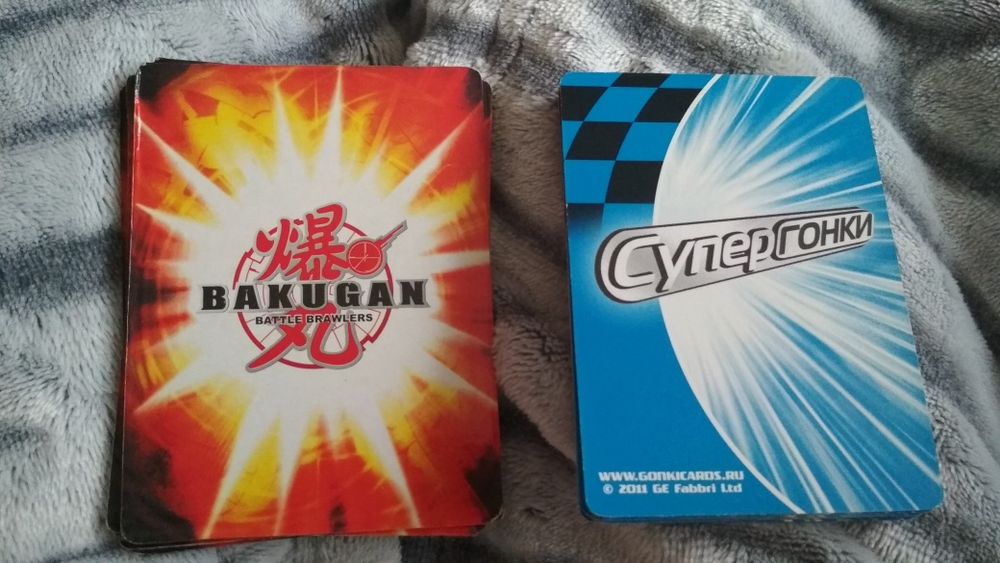 爆
BAKUGAN
BATTLE BRAWLERS
丸
Супергонки
WWW.GONKICARDS.RU
© 2011 GE Fabbri Ltd